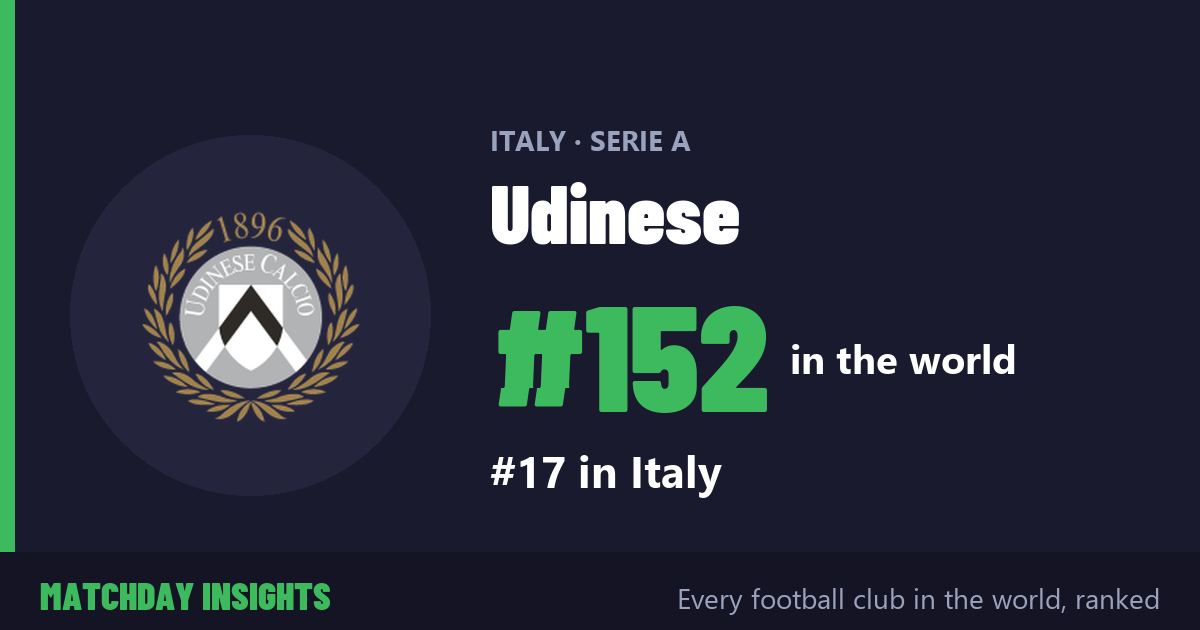 1896
UDINESE CALCIO
ITALY · SERIE A
Udinese
#152 in the world
#17 in Italy
MATCHDAY INSIGHTS
Every football club in the world, ranked